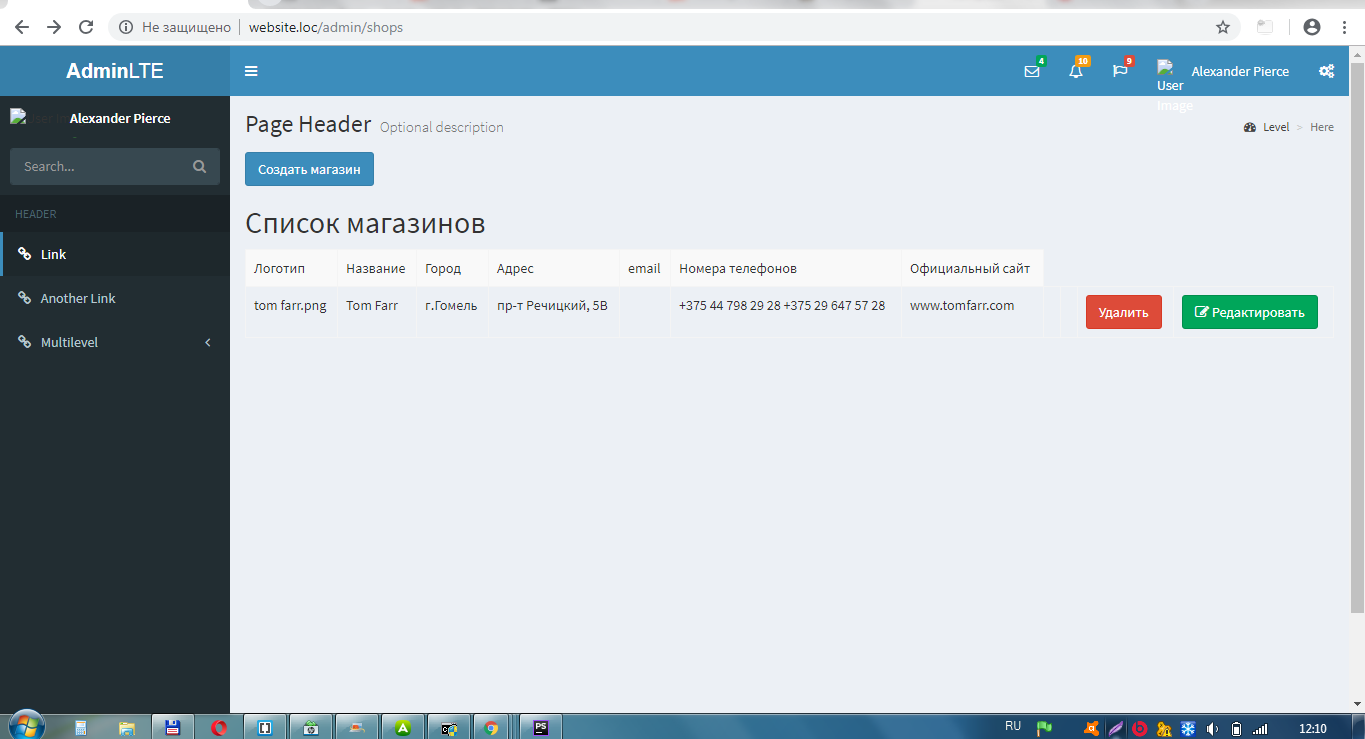 Не защищено website.loc/admin/shops
AdminLTE
4
10
9
User
Image
Alexander Pierce
Alexander Pierce
Page Header Optional description
Level > Here
Search...
Создать магазин
HEADER
Список магазинов
Link
Логотип Название Город Адрес email Номера телефонов Официальный сайт
Another Link
tom farr.png Tom Farr г.Гомель пр-т Речицкий, 5В +375 44 798 29 28 +375 29 647 57 28 www.tomfarr.com Удалить Редактировать
Multilevel
RU
12:10